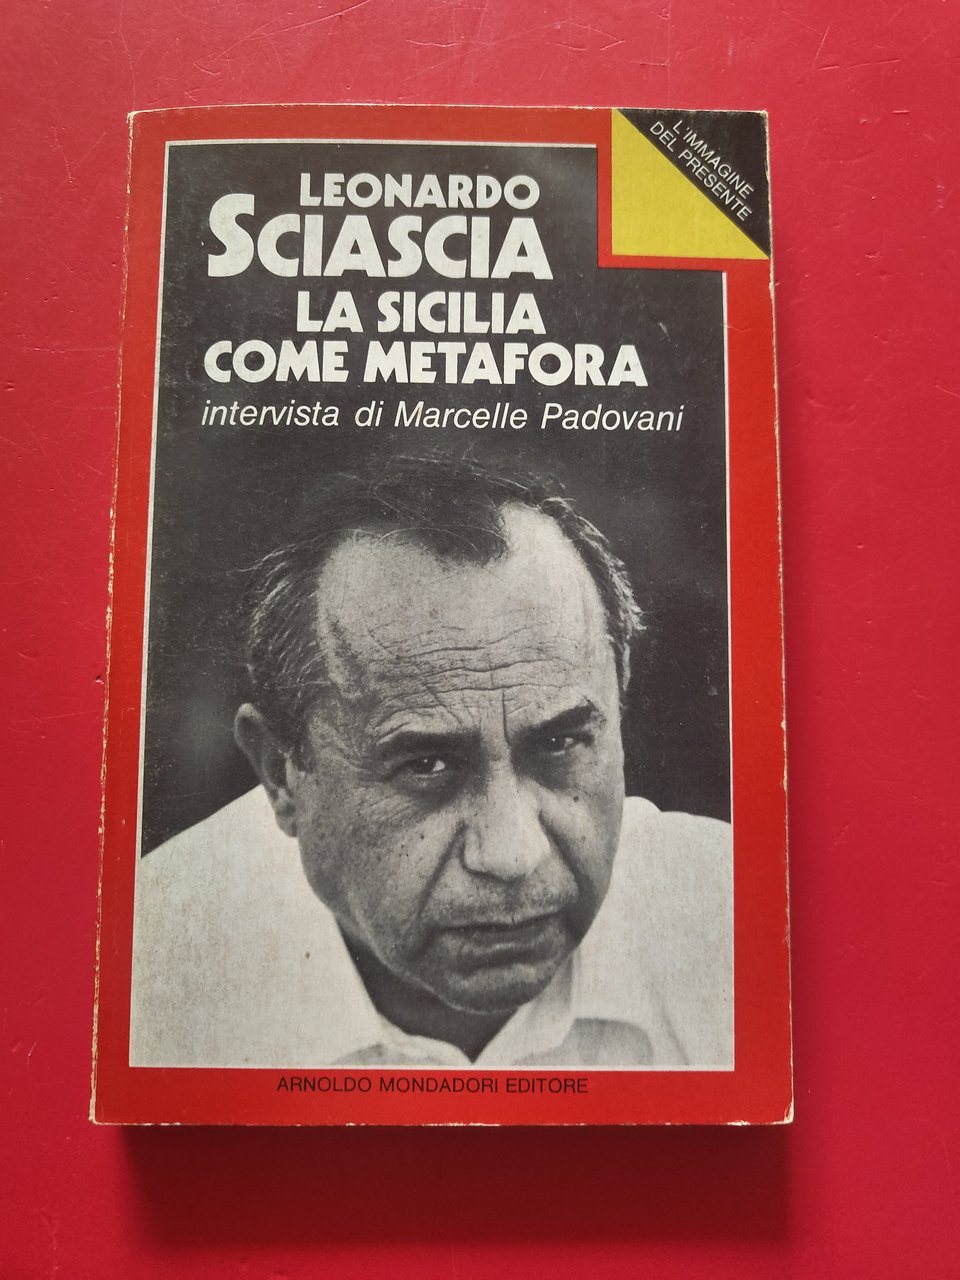 L'IMMAGINE
DEL PRESENTE
LEONARDO
SCIASCIA
LA SICILIA
COME METAFORA
intervista di Marcelle Padovani
ARNOLDO MONDADORI EDITORE